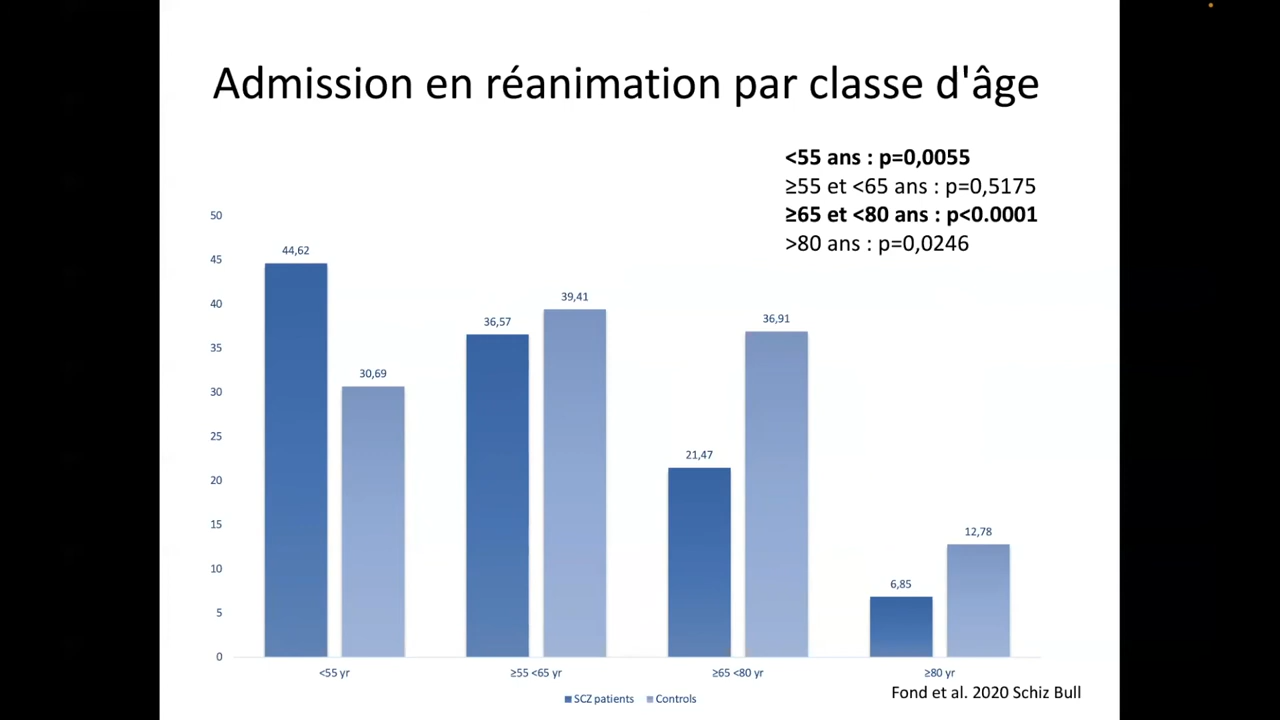 Admission en réanimation par classe d'âge
<55 ans : p=0,0055
≥55 et <65 ans : p=0,5175
≥65 et <80 ans : p<0.0001
>80 ans : p=0,0246
50
45
40
35
30
25
20
15
10
5
0
44,62
30,69
36,57
39,41
21,47
36,91
6,85
12,78
<55 yr
≥55 <65 yr
≥65 <80 yr
≥80 yr
SCZ patients Controls
Fond et al. 2020 Schiz Bull